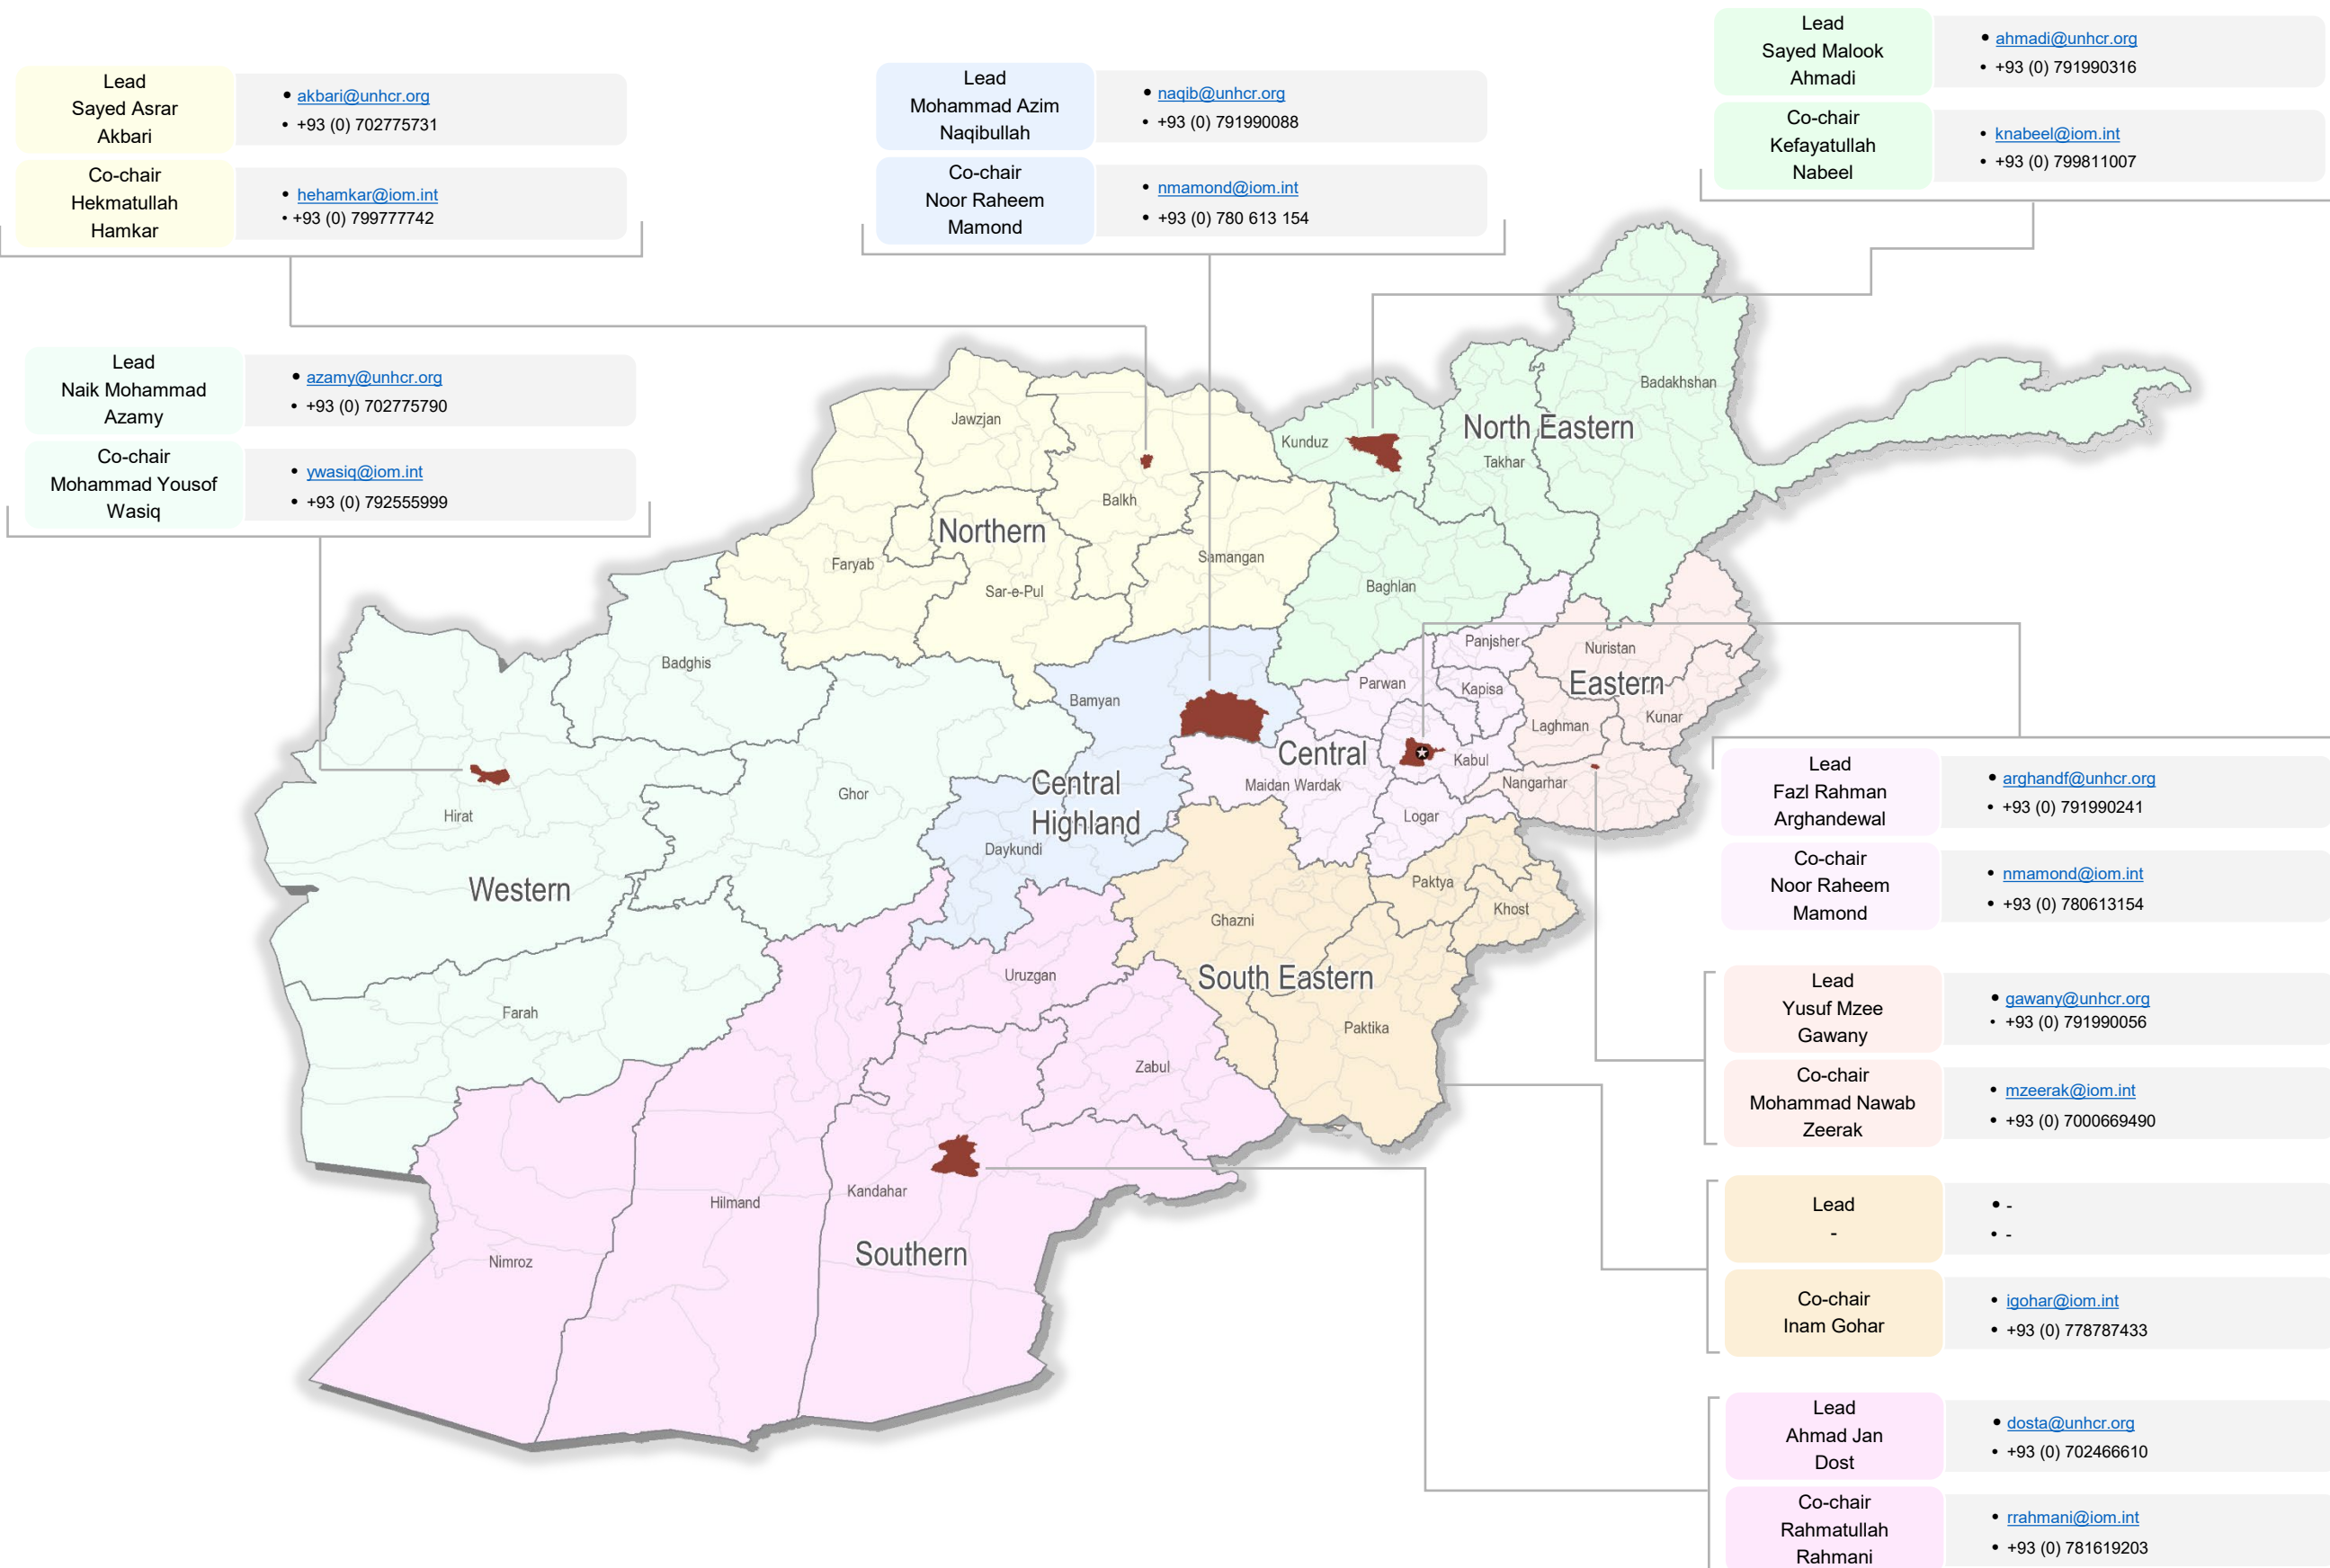 Lead
Sayed Asrar
Akbari
• akbari@unhcr.org
• +93 (0) 702775731
Co-chair
Hekmatullah
Hamkar
• hehamkar@iom.int
• +93 (0) 799777742
Lead
Mohammad Azim
Naqibullah
• naqib@unhcr.org
• +93 (0) 791990088
Co-chair
Noor Raheem
Mamond
• nmamond@iom.int
• +93 (0) 780 613 154
Lead
Sayed Malook
Ahmadi
• ahmadi@unhcr.org
• +93 (0) 791990316
Co-chair
Kefayatullah
Nabeel
• knabeel@iom.int
• +93 (0) 799811007
Lead
Naik Mohammad
Azamy
• azamy@unhcr.org
• +93 (0) 702775790
Co-chair
Mohammad Yousof
Wasiq
• ywasiq@iom.int
• +93 (0) 792555999
Badakhshan
Jawzjan
North Eastern
Kunduz
Takhar
Balkh
Northern
Samangan
Faryab
Sar-e-Pul
Baghlan
Panjsher
Nuristan
Badghis
Parwan
Kapisa
Eastern
Bamyan
Laghman
Kunar
Central
Kabul
Maidan Wardak
Nangarhar
Central
Highland
Ghor
Hirat
Logar
Daykundi
Western
Paktya
Khost
Ghazni
Uruzgan
South Eastern
Farah
Paktika
Zabul
Kandahar
Hilmand
Southern
Nimroz
Lead
Fazl Rahman
Arghandewal
• arghandf@unhcr.org
• +93 (0) 791990241
Co-chair
Noor Raheem
Mamond
• nmamond@iom.int
• +93 (0) 780613154
Lead
Yusuf Mzee
Gawany
• gawany@unhcr.org
• +93 (0) 791990056
Co-chair
Mohammad Nawab
Zeerak
• mzeerak@iom.int
• +93 (0) 7000669490
Lead
-
• -
• -
Co-chair
Inam Gohar
• igohar@iom.int
• +93 (0) 778787433
Lead
Ahmad Jan
Dost
• dosta@unhcr.org
• +93 (0) 702466610
Co-chair
Rahmatullah
Rahmani
• rrahmani@iom.int
• +93 (0) 781619203